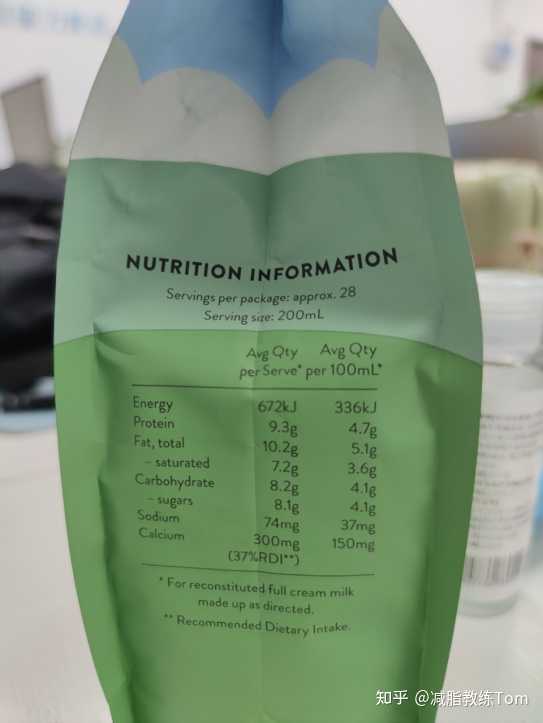 NUTRITION INFORMATION
Servings per package: approx. 28
Serving size: 200mL
Avg Qty Avg Qty
per Serve* per 100mL*
Energy 672kJ 336kJ
Protein 9.3g 4.7g
Fat, total 10.2g 5.1g
– saturated 7.2g 3.6g
Carbohydrate 8.2g 4.1g
– sugars 8.1g 4.1g
Sodium 74mg 37mg
Calcium 300mg 150mg
(37%RDI**)
* For reconstituted full cream milk
made up as directed.
** Recommended Dietary Intake.
知乎 @减脂教练Tom